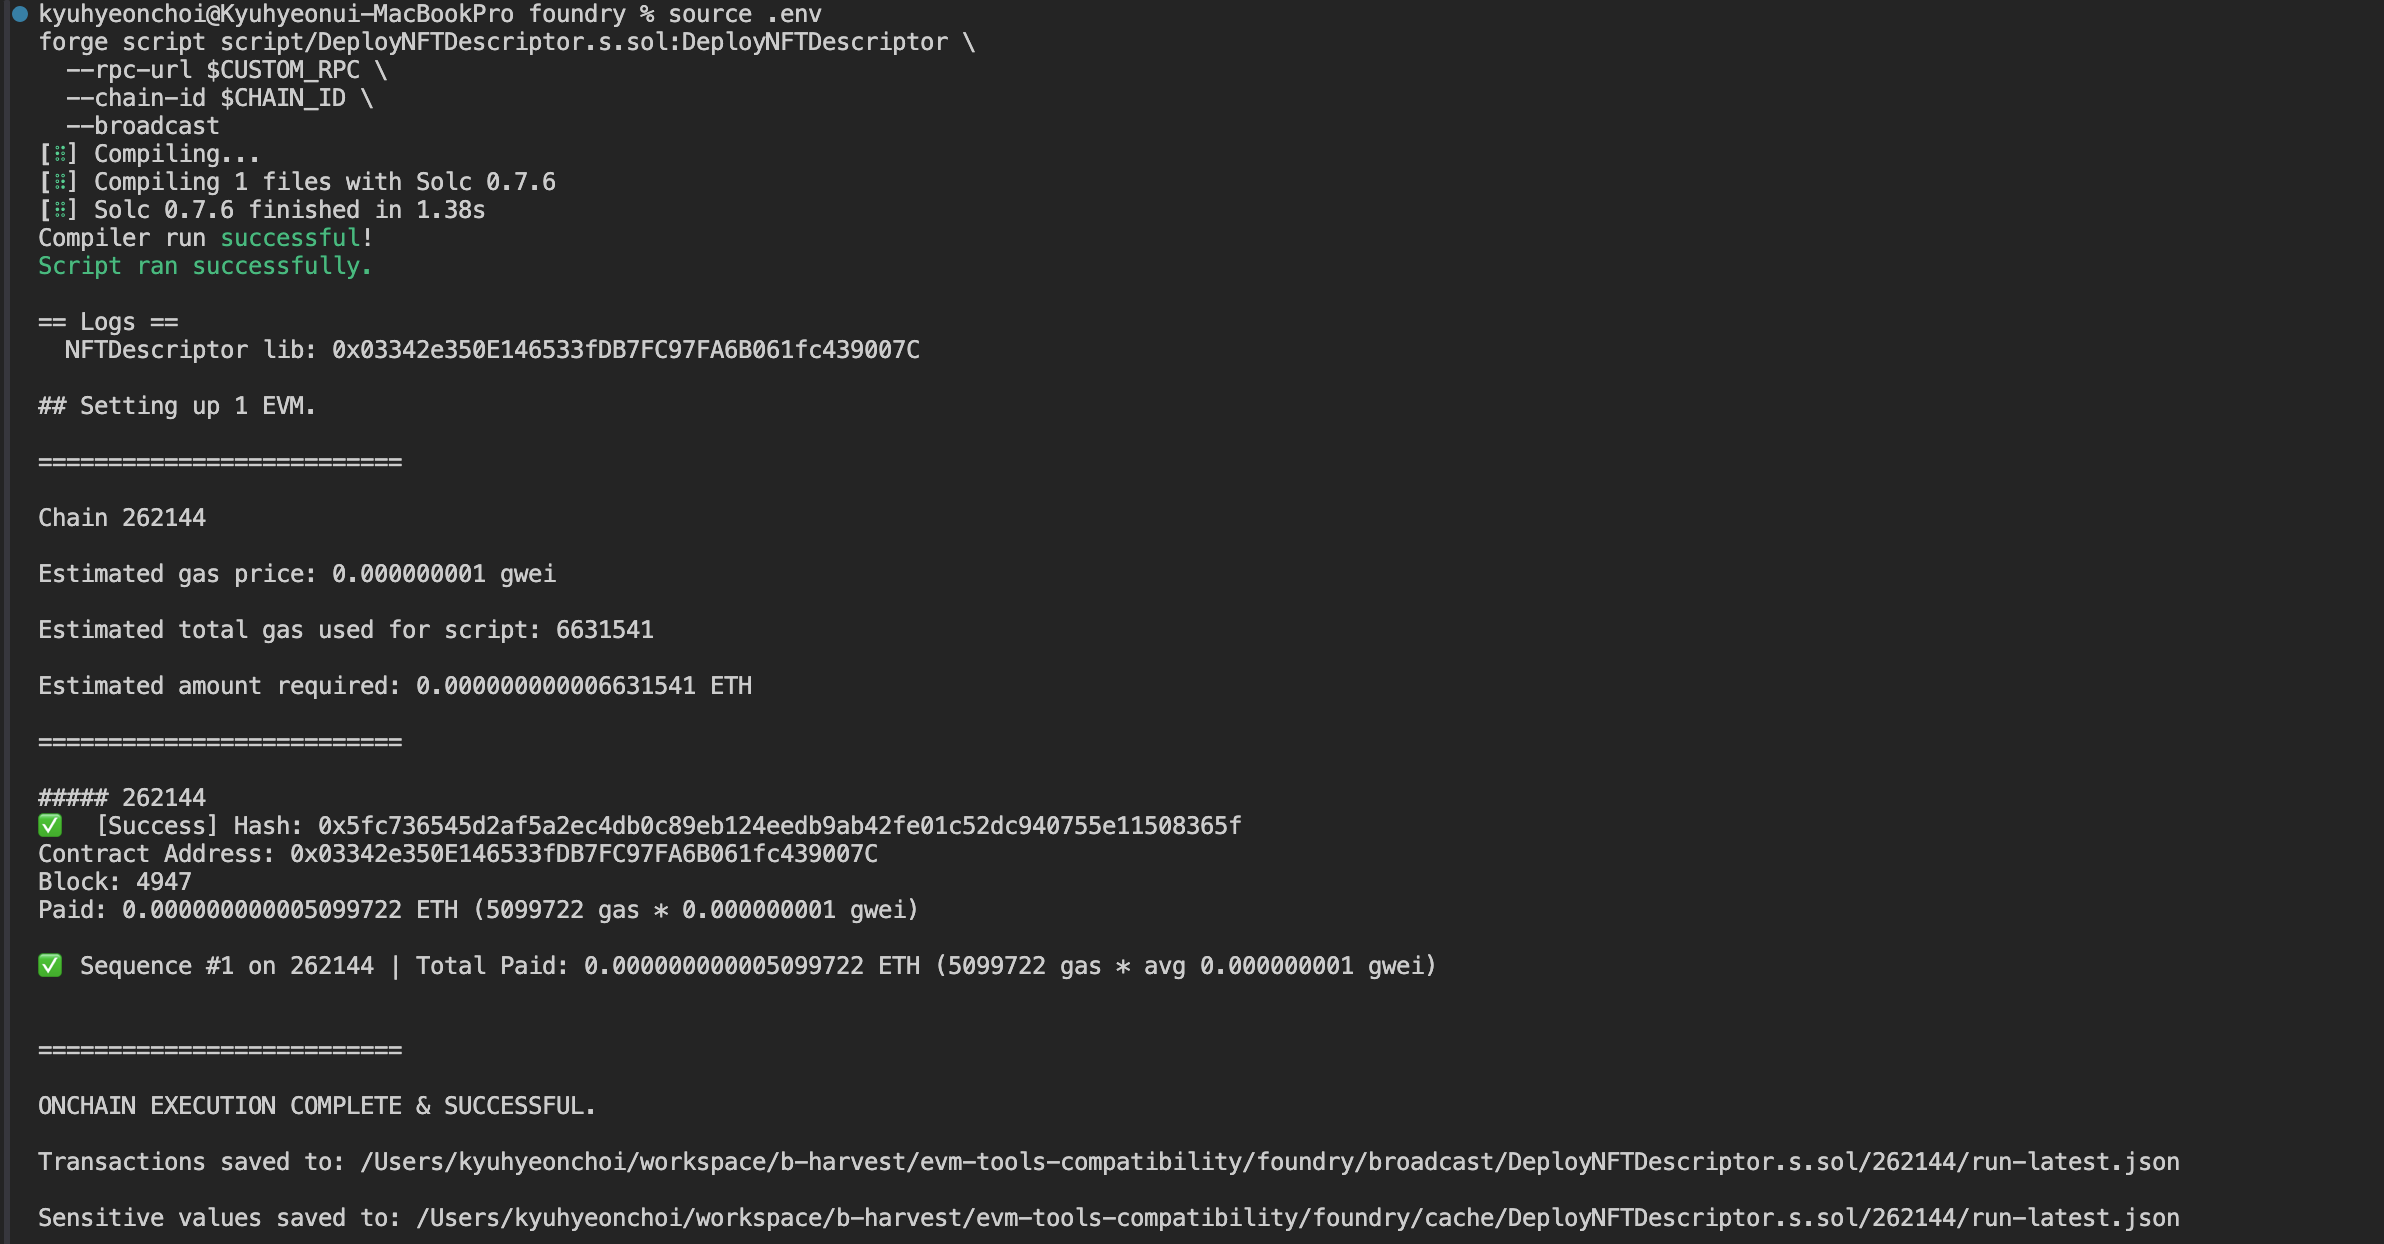 kyuhyeonchoi@Kyuhyeonui-MacBookPro foundry % source .env
forge script script/DeployNFTDescriptor.s.sol:DeployNFTDescriptor \
  --rpc-url $CUSTOM_RPC \
  --chain-id $CHAIN_ID \
  --broadcast
[⠿] Compiling...
[⠿] Compiling 1 files with Solc 0.7.6
[⠿] Solc 0.7.6 finished in 1.38s
Compiler run successful!
Script ran successfully.

== Logs ==
  NFTDescriptor lib: 0x03342e350E146533fDB7FC97FA6B061fc439007C

## Setting up 1 EVM.

==========================

Chain 262144

Estimated gas price: 0.000000001 gwei

Estimated total gas used for script: 6631541

Estimated amount required: 0.000000000006631541 ETH

==========================

##### 262144
✅  [Success] Hash: 0x5fc736545d2af5a2ec4db0c89eb124eedb9ab42fe01c52dc940755e11508365f
Contract Address: 0x03342e350E146533fDB7FC97FA6B061fc439007C
Block: 4947
Paid: 0.000000000005099722 ETH (5099722 gas * 0.000000001 gwei)

✅ Sequence #1 on 262144 | Total Paid: 0.000000000005099722 ETH (5099722 gas * avg 0.000000001 gwei)

==========================

ONCHAIN EXECUTION COMPLETE & SUCCESSFUL.

Transactions saved to: /Users/kyuhyeonchoi/workspace/b-harvest/evm-tools-compatibility/foundry/broadcast/DeployNFTDescriptor.s.sol/262144/run-latest.json

Sensitive values saved to: /Users/kyuhyeonchoi/workspace/b-harvest/evm-tools-compatibility/foundry/cache/DeployNFTDescriptor.s.sol/262144/run-latest.json